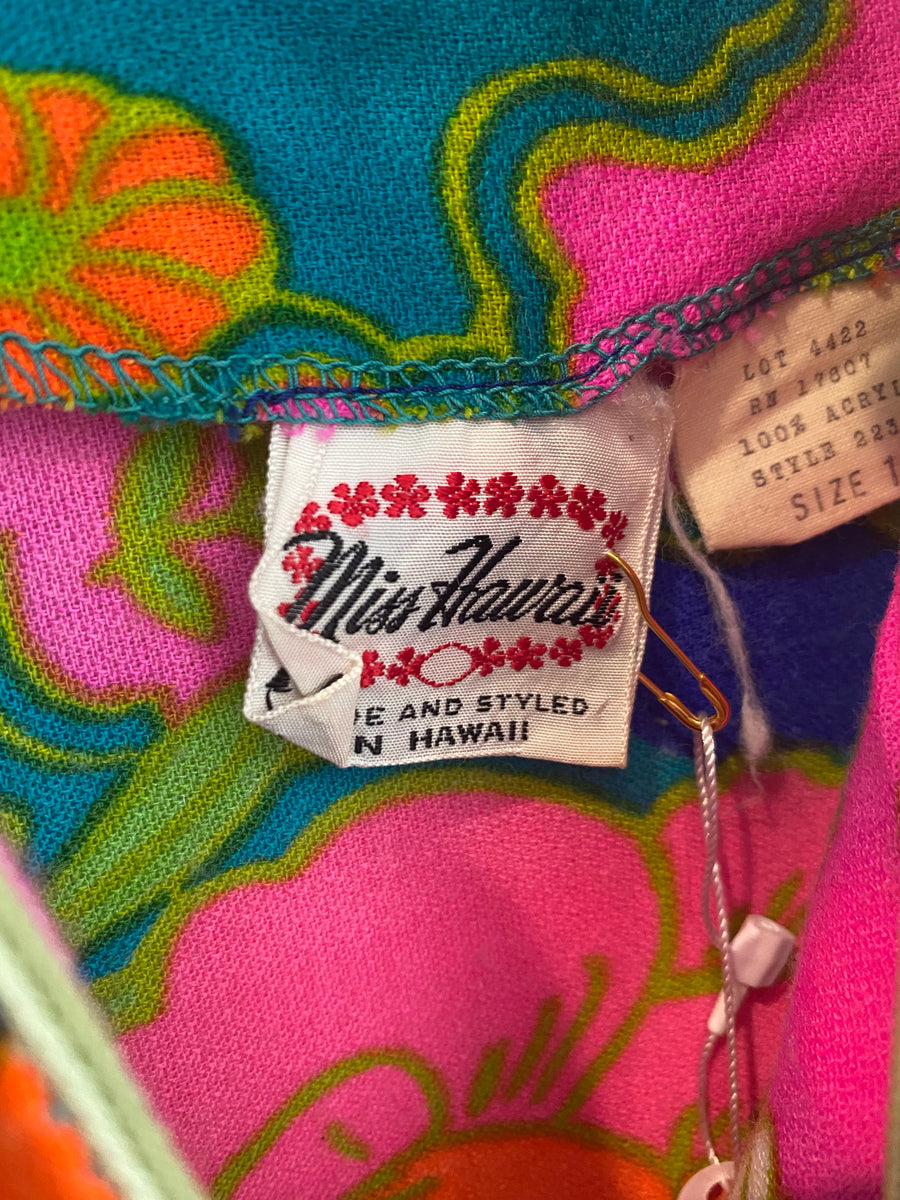 Miss Hawaii
E AND STYLED
N HAWAII
LOT 4422
RN 17807
100% ACRYL
STYLE 223
SIZE 1